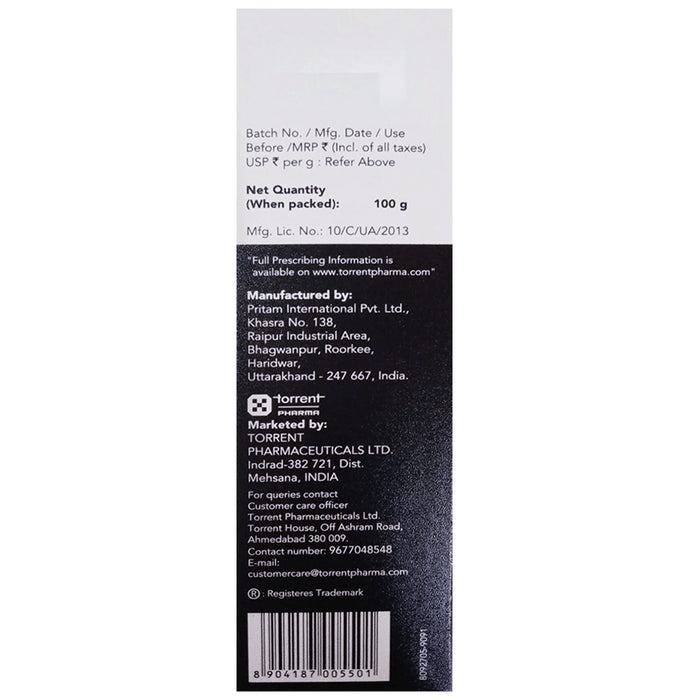 Batch No. / Mfg. Date / Use
Before /MRP ₹ (Incl. of all taxes)
USP ₹ per g : Refer Above
Net Quantity
(When packed): 100 g
Mfg. Lic. No.: 10/C/UA/2013
"Full Prescribing Information is
available on www.torrentpharma.com"
Manufactured by:
Pritam International Pvt. Ltd.,
Khasra No. 138,
Raipur Industrial Area,
Bhagwanpur, Roorkee,
Haridwar,
Uttarakhand - 247 667, India.
torrent
PHARMA
Marketed by:
TORRENT
PHARMACEUTICALS LTD.
Indrad-382 721, Dist.
Mehsana, INDIA
For queries contact
Customer care officer
Torrent Pharmaceuticals Ltd.
Torrent House, Off Ashram Road,
Ahmedabad 380 009.
Contact number: 9677048548
E-mail:
customercare@torrentpharma.com
® : Registeres Trademark
8 904187 005501
8092705-9091